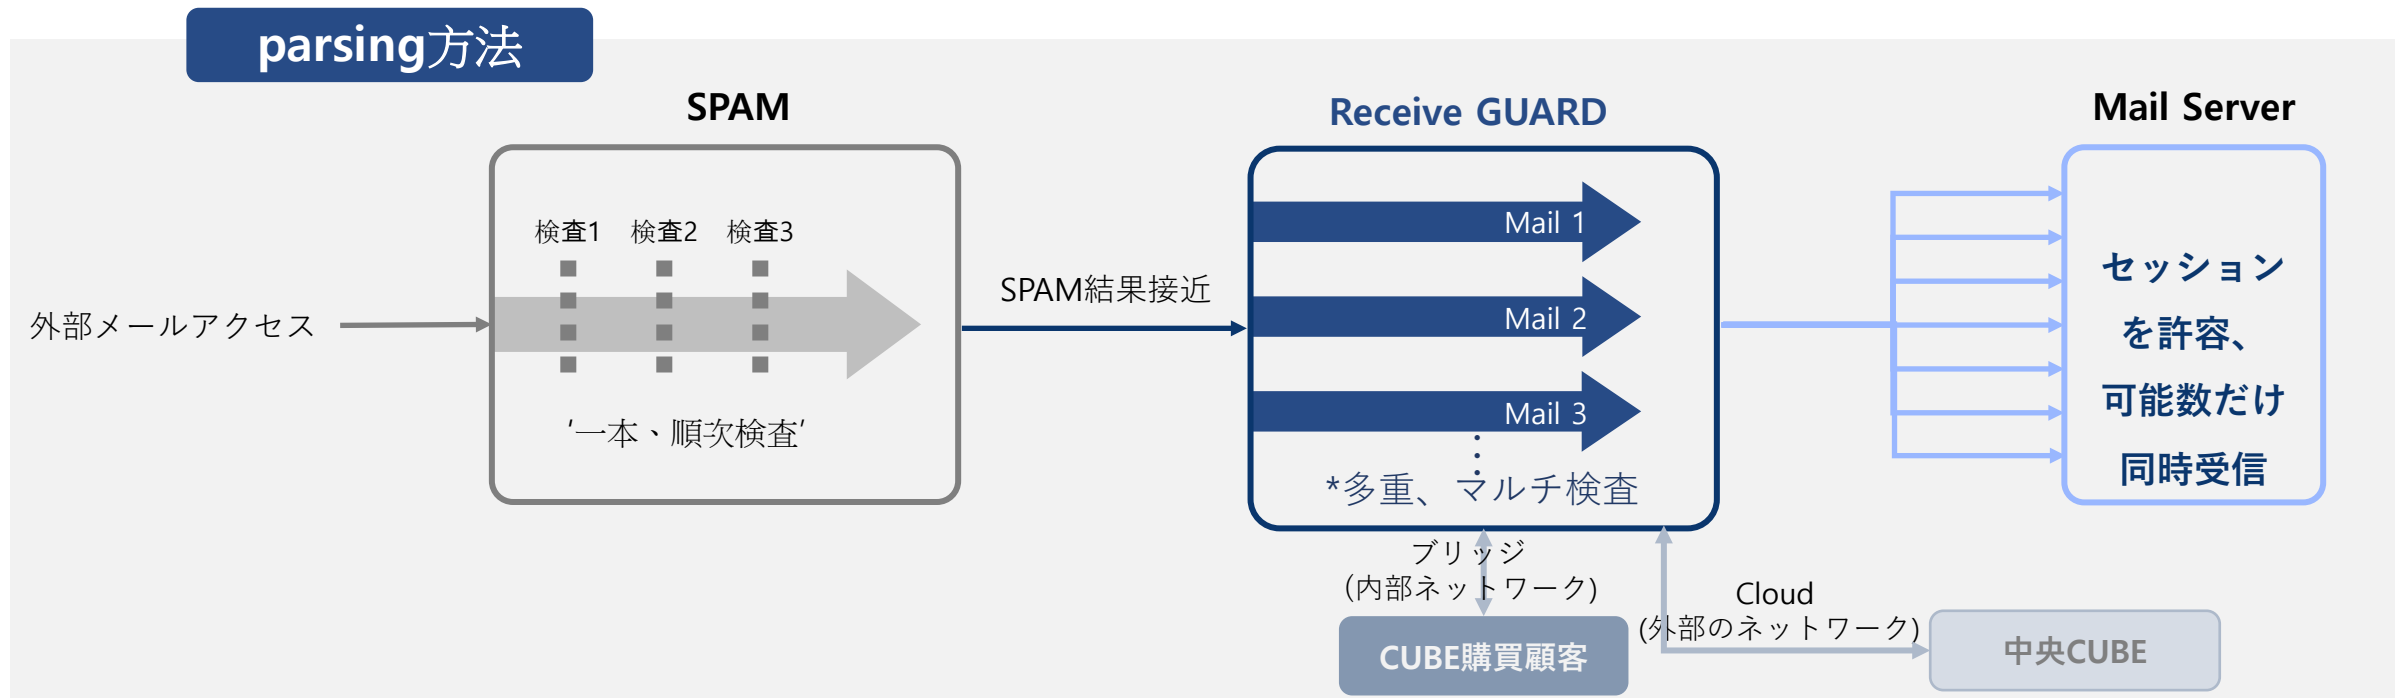 parsing方法
SPAM
Receive GUARD
Mail Server
検査1 検査2 検査3
外部メールアクセス
'一本、順次検査'
SPAM結果接近
Mail 1
Mail 2
Mail 3
*多重、マルチ検査
セッション
を許容、
可能数だけ
同時受信
ブリッジ
(内部ネットワーク)
Cloud
(外部のネットワーク)
CUBE購買顧客
中央CUBE